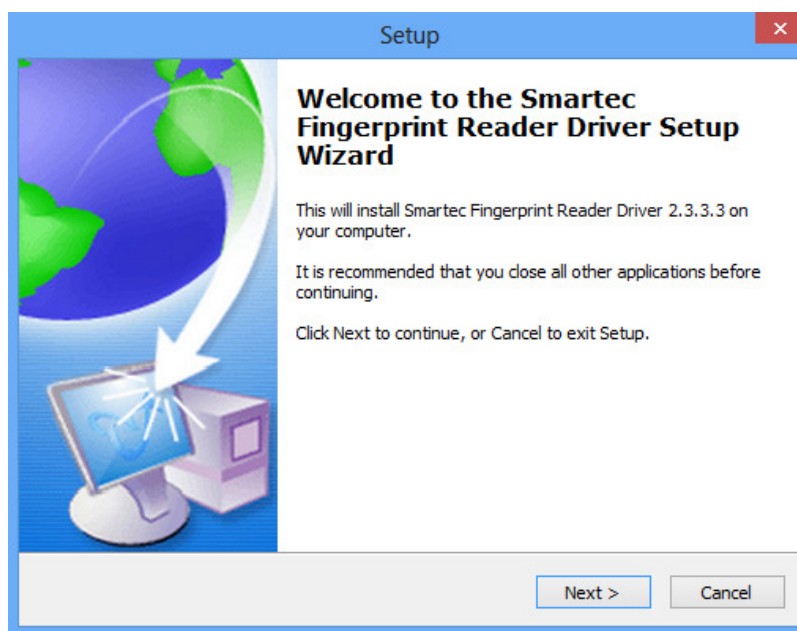 Setup
Welcome to the Smartec
Fingerprint Reader Driver Setup
Wizard
This will install Smartec Fingerprint Reader Driver 2.3.3.3 on
your computer.
It is recommended that you close all other applications before
continuing.
Click Next to continue, or Cancel to exit Setup.
Next >
Cancel